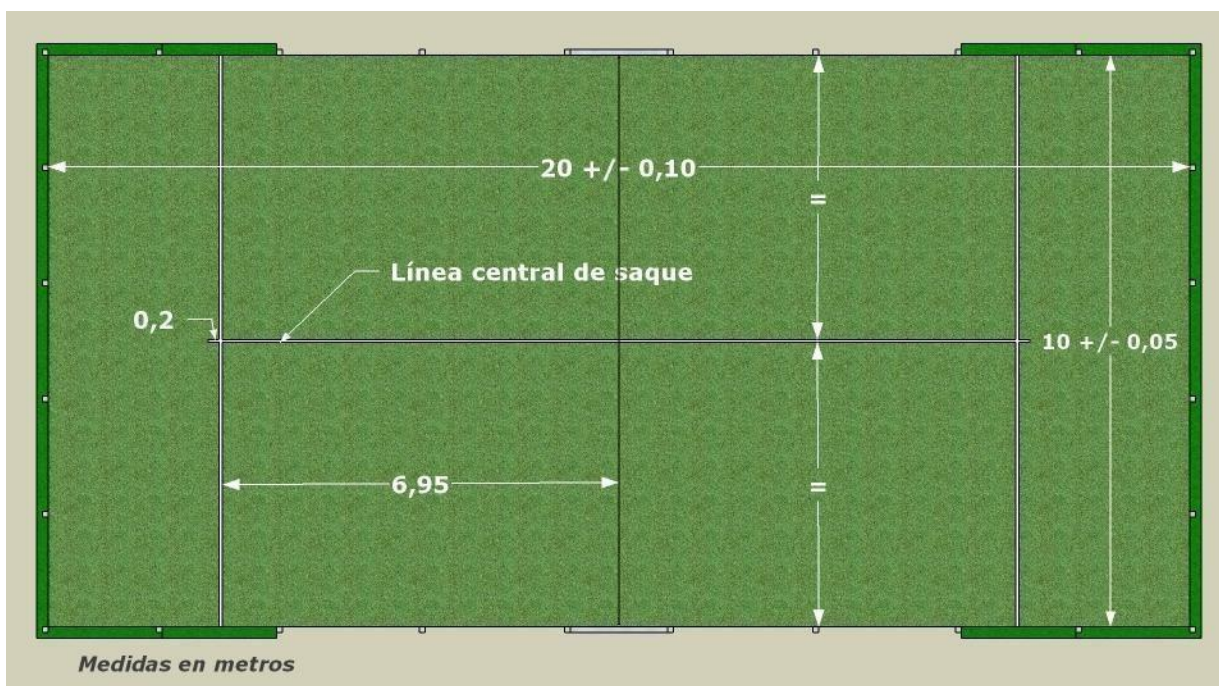 20 +/- 0,10
=
Línea central de saque
0,2
10 +/- 0,05
6,95
=
Medidas en metros